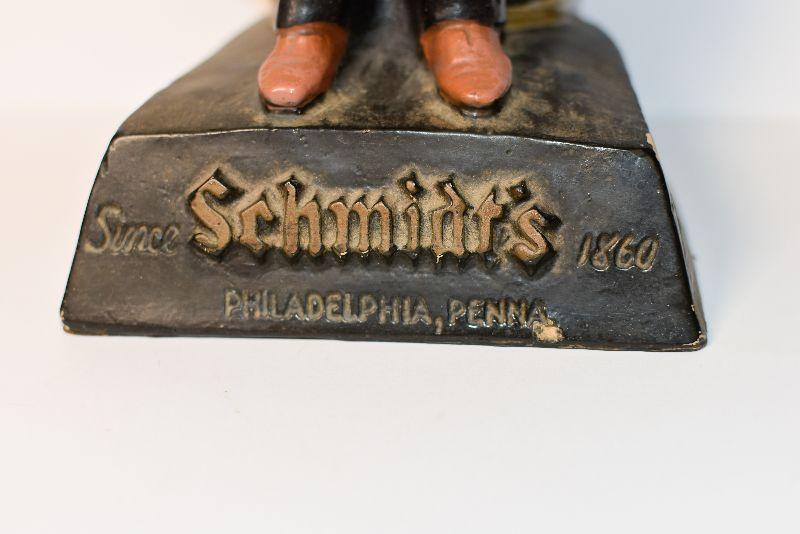 Since Schmidt's 1860
PHILADELPHIA, PENNA.